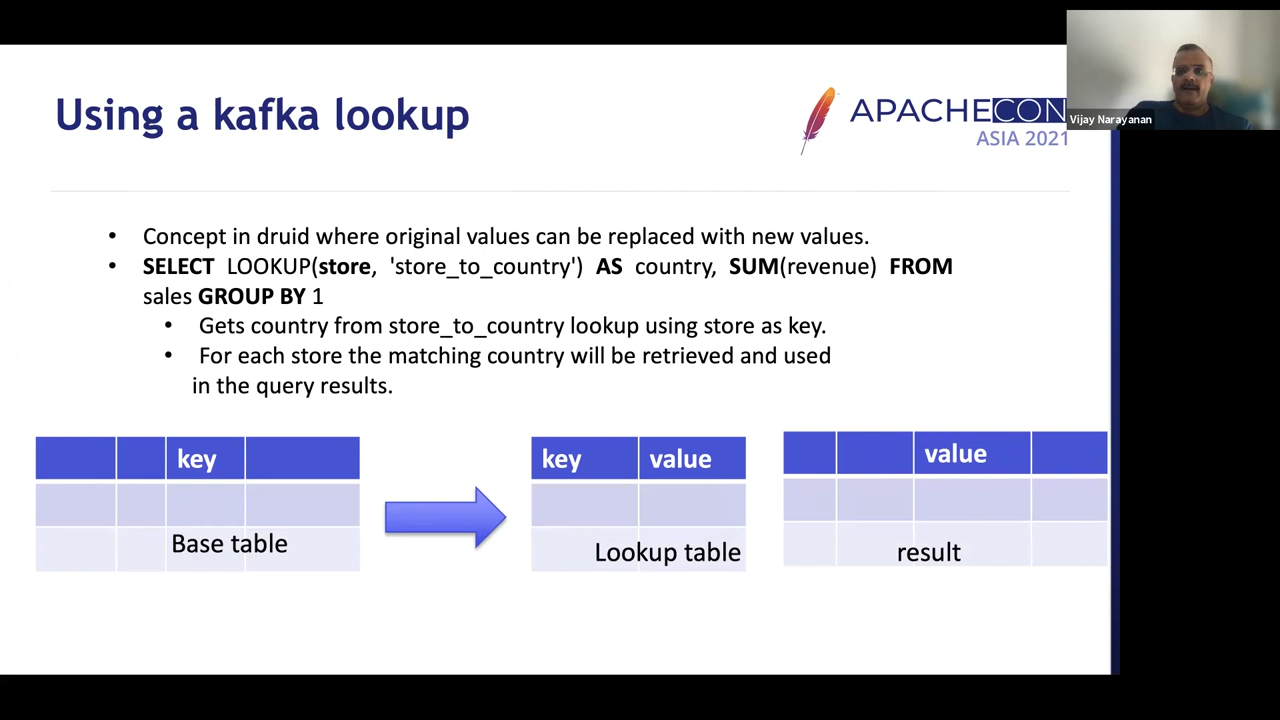 Using a kafka lookup
APACHECON
ASIA 2021
Vijay Narayanan
• Concept in druid where original values can be replaced with new values.
• SELECT LOOKUP(store, 'store_to_country') AS country, SUM(revenue) FROM
sales GROUP BY 1
• Gets country from store_to_country lookup using store as key.
• For each store the matching country will be retrieved and used
in the query results.
key
Base table
key value
Lookup table
value
result